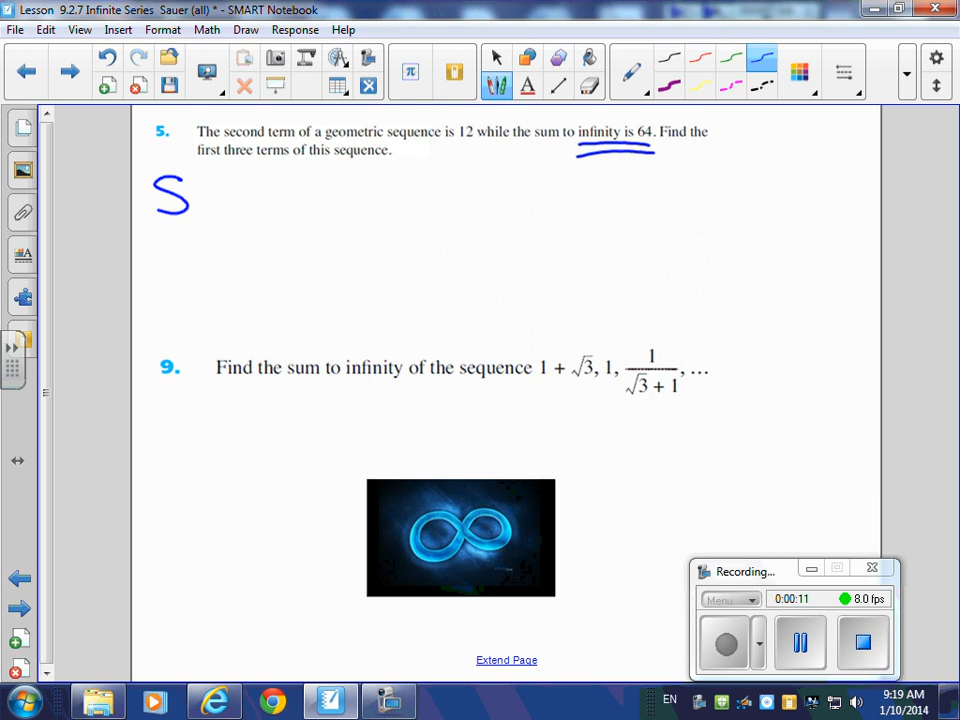 Lesson 9.2.7 Infinite Series Sauer (all) * - SMART Notebook
File Edit View Insert Format Math Draw Response Help
5. The second term of a geometric sequence is 12 while the sum to infinity is 64. Find the
first three terms of this sequence.
S
9. Find the sum to infinity of the sequence 1 + √3, 1, 1/(√3 + 1), ...
Recording...
Menu 0:00:11 8.0 fps
Extend Page
EN
9:19 AM
1/10/2014